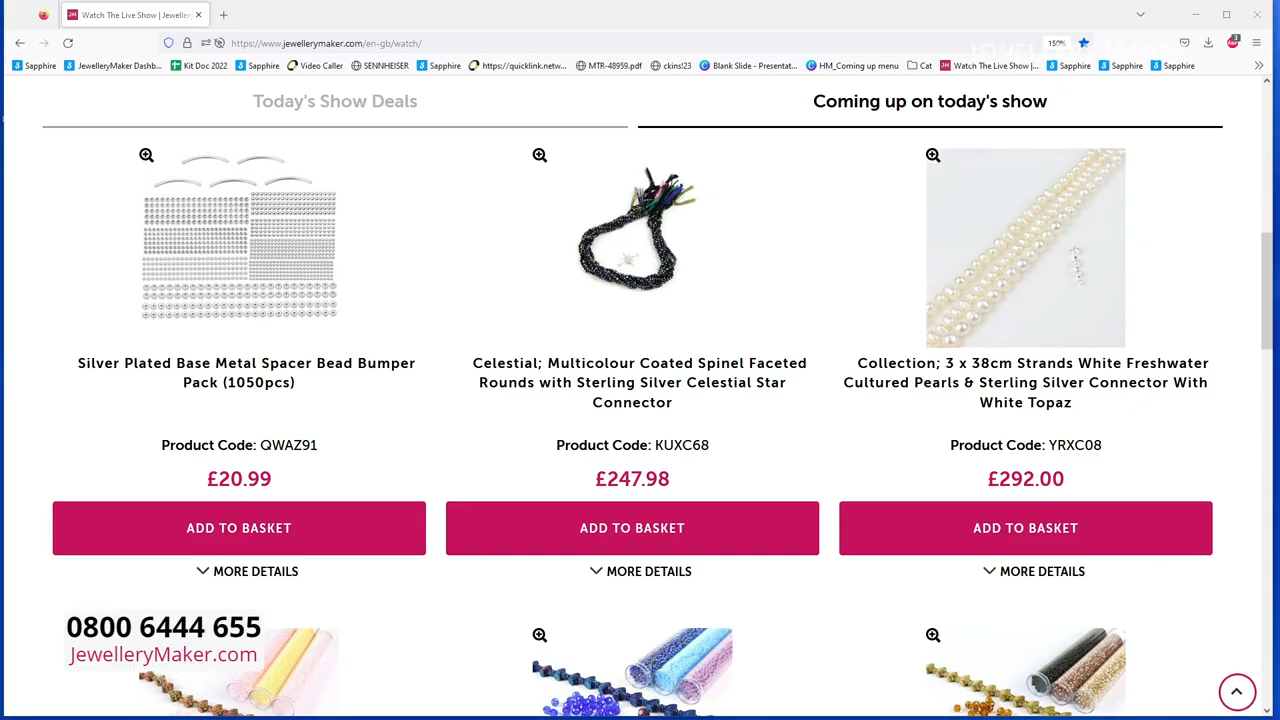 Watch The Live Show | Jeweller
https://www.jewellerymaker.com/en-gb/watch/
150%
3
ABP
Sapphire
JewelleryMaker Dashb...
Kit Doc 2022
Sapphire
Video Caller
SENNHEISER
Sapphire
https://quicklink.netw...
MTR-48959.pdf
ckins!23
Blank Slide - Presentat...
HM_Coming up menu
Cat
JM Watch The Live Show |...
Sapphire
Sapphire
Sapphire
Today's Show Deals
Coming up on today's show
Silver Plated Base Metal Spacer Bead Bumper
Pack (1050pcs)
Product Code: QWAZ91
£20.99
ADD TO BASKET
MORE DETAILS
Celestial; Multicolour Coated Spinel Faceted
Rounds with Sterling Silver Celestial Star
Connector
Product Code: KUXC68
£247.98
ADD TO BASKET
MORE DETAILS
Collection; 3 x 38cm Strands White Freshwater
Cultured Pearls & Sterling Silver Connector With
White Topaz
Product Code: YRXC08
£292.00
ADD TO BASKET
MORE DETAILS
0800 6444 655
JewelleryMaker.com